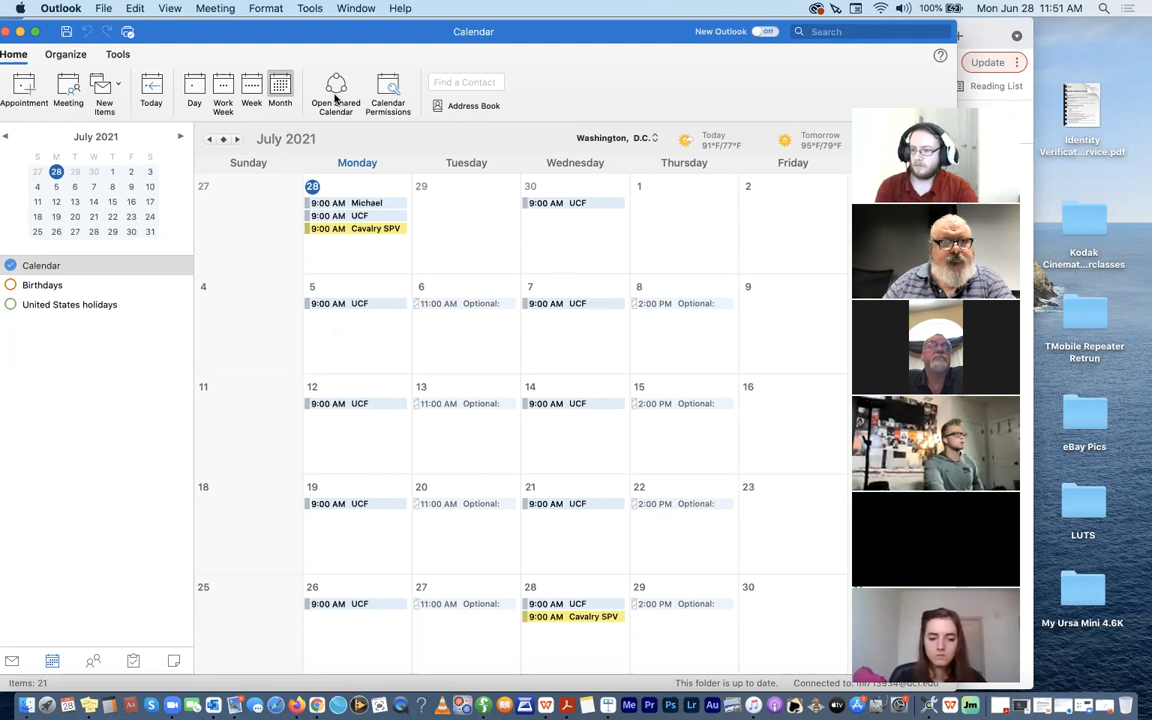 Outlook File Edit View Meeting Format Tools Window Help 100% Mon Jun 28 11:51 AM
Calendar New Outlook Off Search
Home Organize Tools
Update
Reading List
Appointment Meeting New Items Today Day Work Week Week Month Open Shared Calendar Calendar Permissions
Find a Contact
Address Book
July 2021
S M T W T F S
27 28 29 30 1 2 3
4 5 6 7 8 9 10
11 12 13 14 15 16 17
18 19 20 21 22 23 24
25 26 27 28 29 30 31
Calendar
Birthdays
United States holidays
July 2021 Washington, D.C. Today 91°F/77°F Tomorrow 95°F/79°F
Sunday Monday Tuesday Wednesday Thursday Friday
27 28 29 30 1 2
9:00 AM Michael 9:00 AM UCF
9:00 AM UCF
9:00 AM Cavalry SPV
4 5 6 7 8 9
9:00 AM UCF 11:00 AM Optional: 9:00 AM UCF 2:00 PM Optional:
11 12 13 14 15 16
9:00 AM UCF 11:00 AM Optional: 9:00 AM UCF 2:00 PM Optional:
18 19 20 21 22 23
9:00 AM UCF 11:00 AM Optional: 9:00 AM UCF 2:00 PM Optional:
25 26 27 28 29 30
9:00 AM UCF 11:00 AM Optional: 9:00 AM UCF 2:00 PM Optional:
9:00 AM Cavalry SPV
Items: 21 This folder is up to date. Connected to:
Identity Verificat...rvice.pdf
Kodak Cinemat...rclasses
TMobile Repeater Retrun
eBay Pics
LUTS
My Ursa Mini 4.6K
28 Me Pr Ps Lr Au W tv W Jm